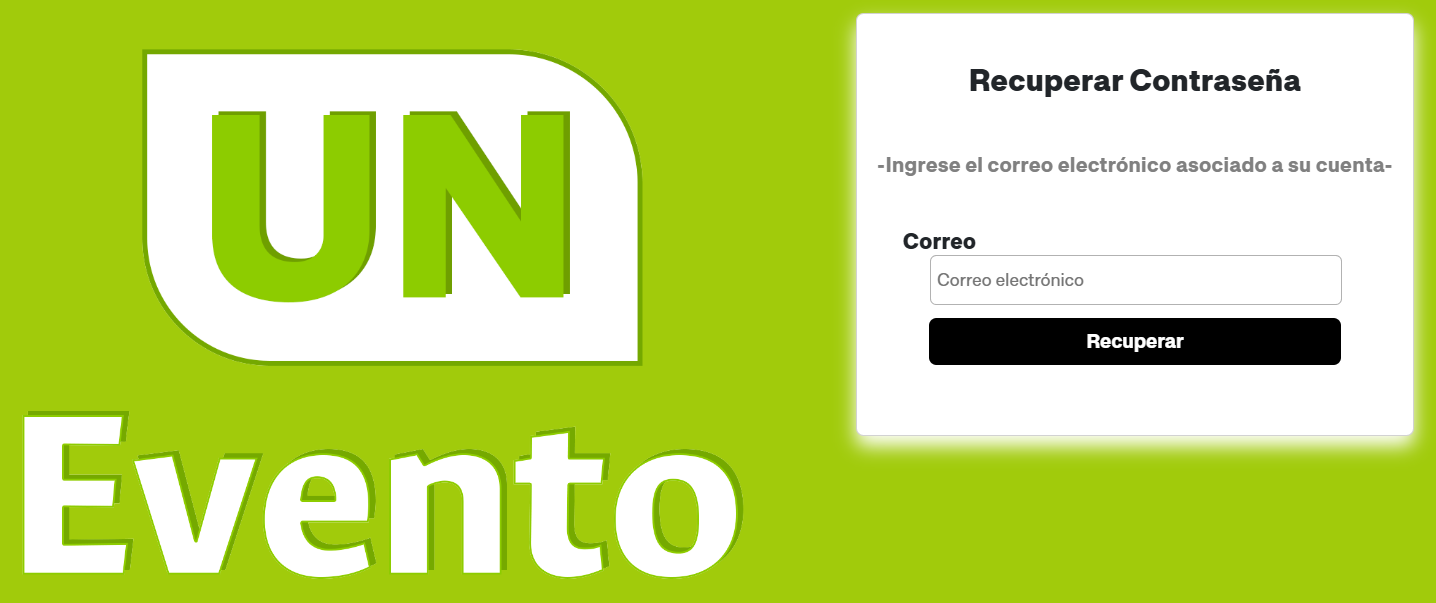 UN
Evento
Recuperar Contraseña
-Ingrese el correo electrónico asociado a su cuenta-
Correo
Correo electrónico
Recuperar